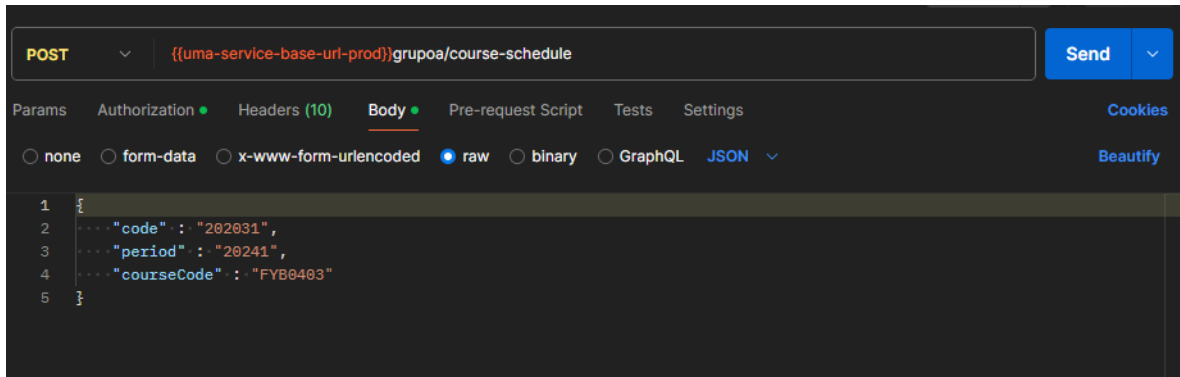 POST {{uma-service-base-url-prod}}grupoa/course-schedule Send
Params Authorization Headers (10) Body Pre-request Script Tests Settings Cookies
none form-data x-www-form-urlencoded raw binary GraphQL JSON Beautify
1 {
2 "code" : "202031",
3 "period" : "20241",
4 "courseCode" : "FYB0403"
5 }